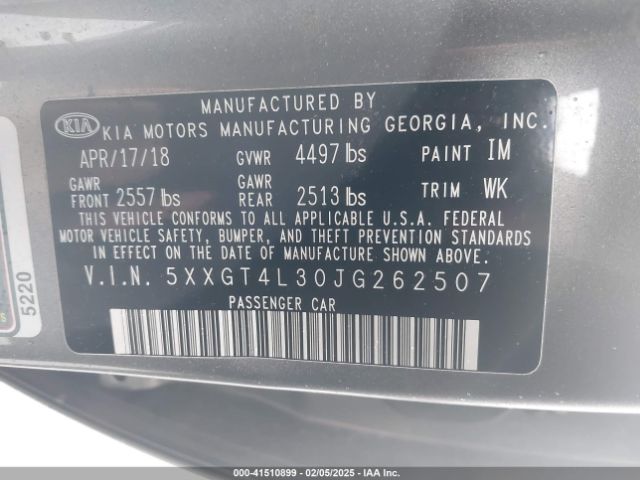 MANUFACTURED BY
KIA KIA MOTORS MANUFACTURING GEORGIA, INC.
APR/17/18 GVWR 4497 lbs PAINT IM
GAWR FRONT 2557 lbs GAWR REAR 2513 lbs TRIM WK
THIS VEHICLE CONFORMS TO ALL APPLICABLE U.S.A. FEDERAL
MOTOR VEHICLE SAFETY, BUMPER, AND THEFT PREVENTION STANDARDS
IN EFFECT ON THE DATE OF MANUFACTURE SHOWN ABOVE.
V.I.N. 5XXGT4L30JG262507
PASSENGER CAR
5220
000-41510899 - 02/05/2025 - IAAI.COM